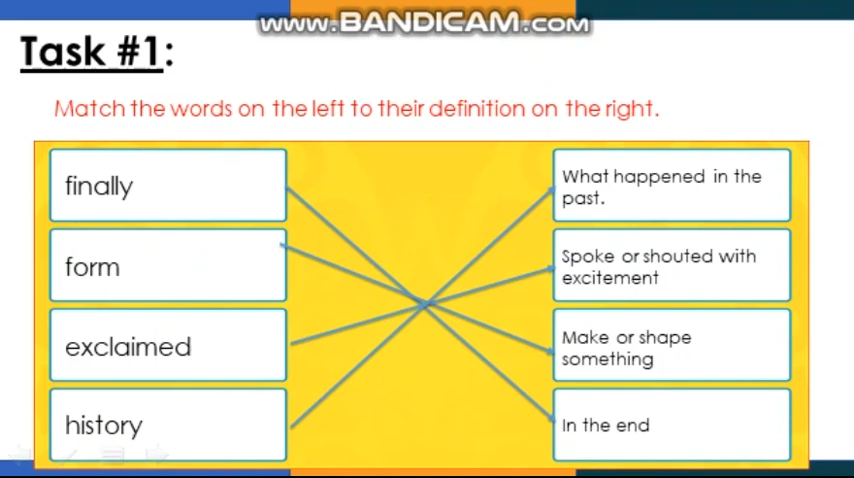 www.BANDICAM.com
Task #1:
Match the words on the left to their definition on the right.
finally
What happened in the
past.
form
Spoke or shouted with
excitement
exclaimed
Make or shape
something
history
In the end